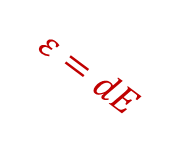 ε = dE